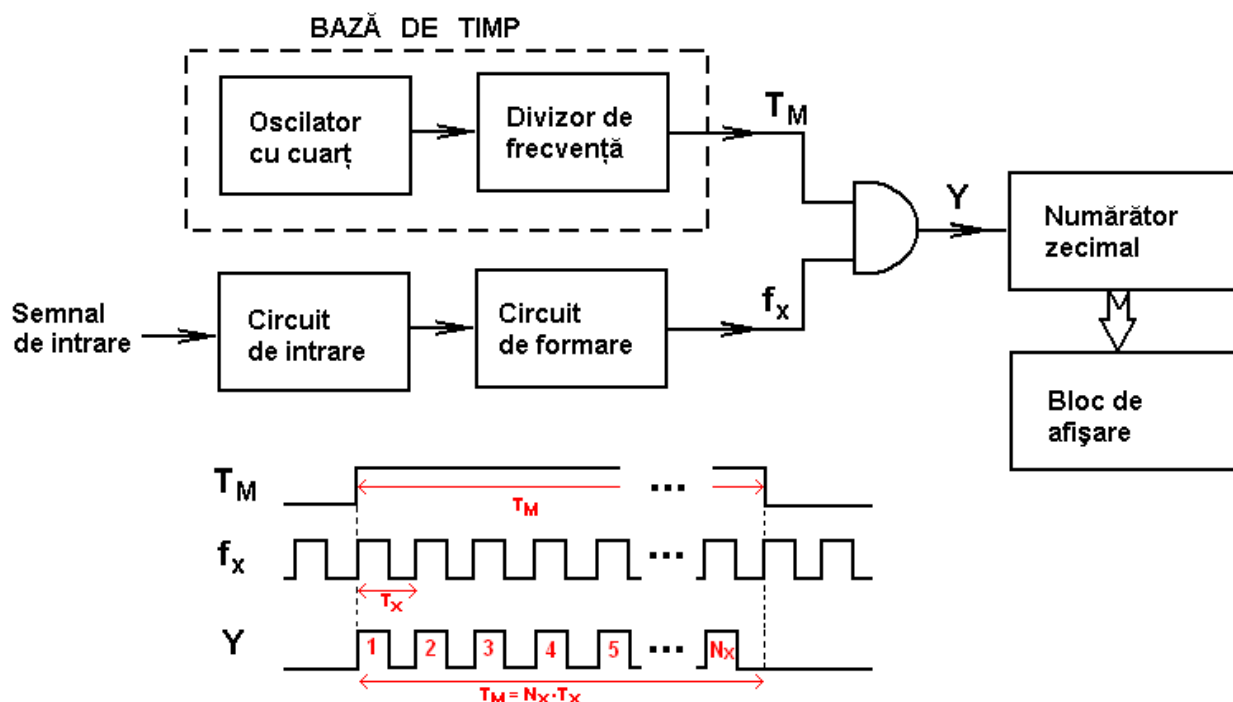 BAZĂ DE TIMP
Oscilator
cu cuarț
Divizor de
frecvență
TM
Y
Numărător
zecimal
Semnal
de intrare
Circuit
de intrare
Circuit
de formare
fx
Bloc de
afişare
TM
...
TM
fx
...
Tx
Y
1 2 3 4 5 ... Nx
TM = Nx·Tx